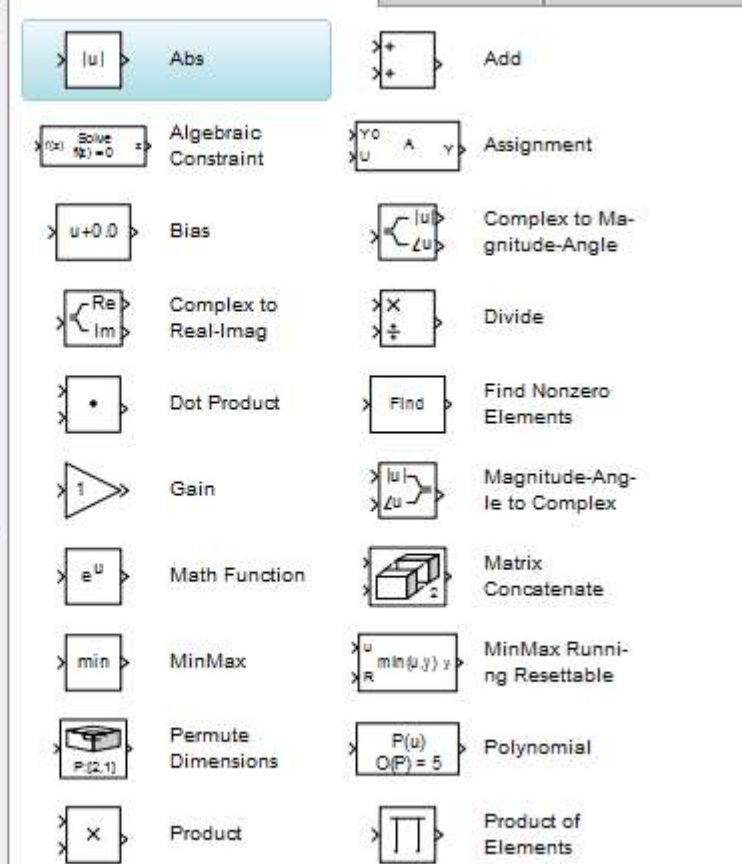 |u|
Abs
+
+
Add
f(z) Solve f(z) = 0 z
Algebraic
Constraint
Y0
U A Y
Assignment
u+0.0
Bias
|u|
∠u
Complex to Ma-
gnitude-Angle
Re
Im
Complex to
Real-Imag
×
÷
Divide
Dot Product
Find
Find Nonzero
Elements
1
Gain
|u|
∠u
Magnitude-Ang-
le to Complex
e^u
Math Function
2
Matrix
Concatenate
min
MinMax
u
R min(u,y) y
MinMax Runni-
ng Resettable
P:[2,1]
Permute
Dimensions
P(u)
O(P) = 5
Polynomial
×
Product
∏
Product of
Elements